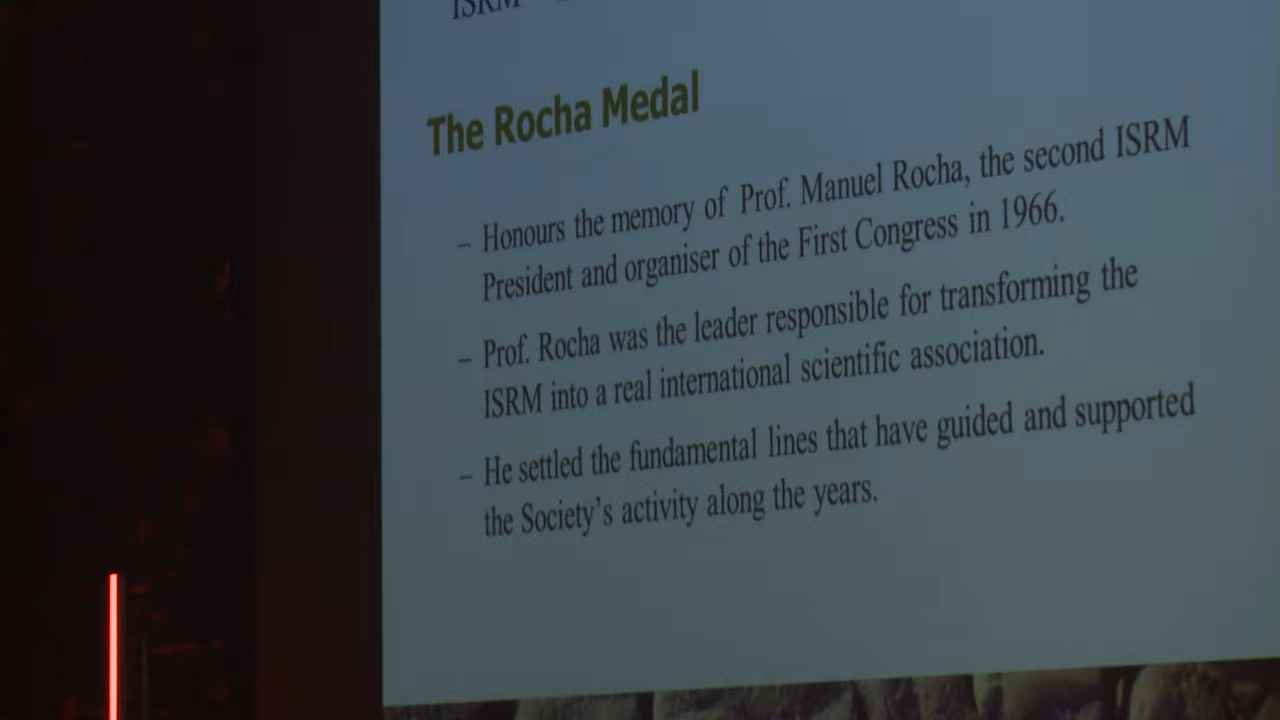 ISRM
The Rocha Medal
– Honours the memory of Prof. Manuel Rocha, the second ISRM
President and organiser of the First Congress in 1966.
– Prof. Rocha was the leader responsible for transforming the
ISRM into a real international scientific association.
– He settled the fundamental lines that have guided and supported
the Society’s activity along the years.